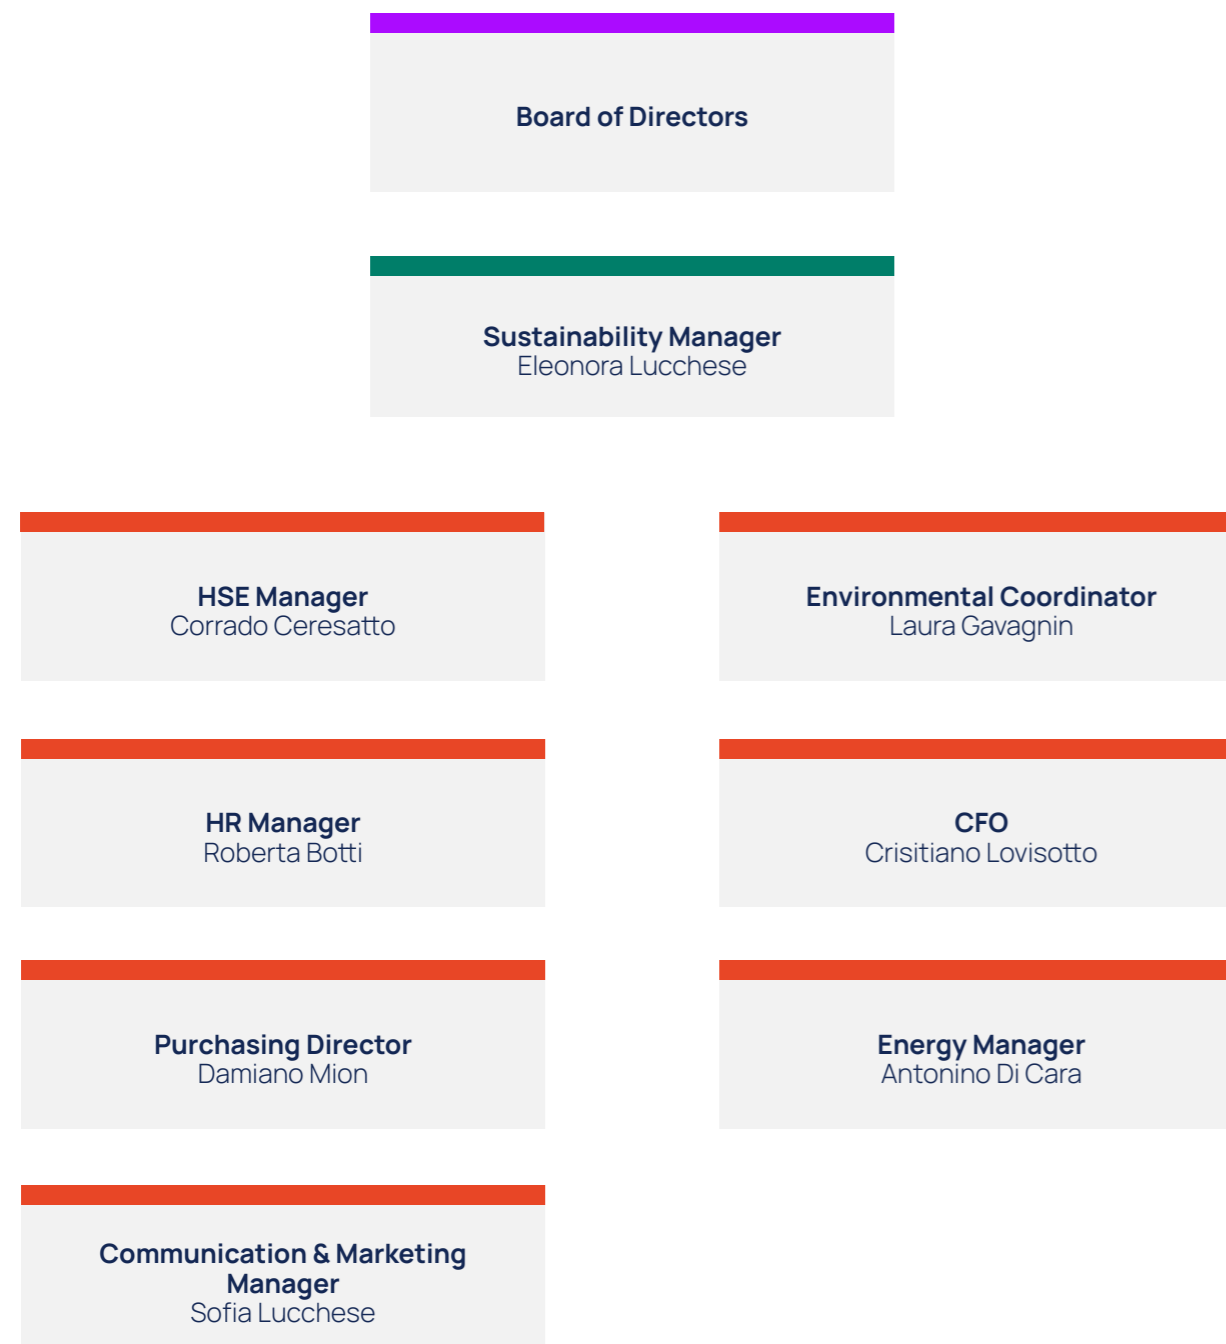 Board of Directors
Sustainability Manager
Eleonora Lucchese
HSE Manager
Corrado Ceresatto
Environmental Coordinator
Laura Gavagnin
HR Manager
Roberta Botti
CFO
Crisitiano Lovisotto
Purchasing Director
Damiano Mion
Energy Manager
Antonino Di Cara
Communication & Marketing
Manager
Sofia Lucchese